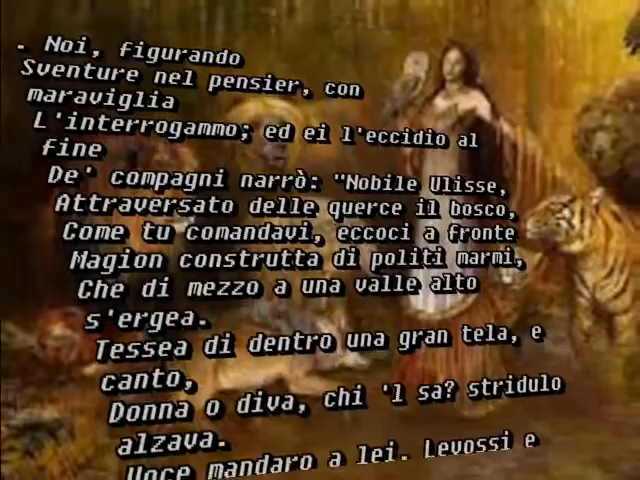 - Noi, figurando
Sventure nel pensier, con
maraviglia
L'interrogammo; ed ei l'eccidio al
fine
De' compagni narrò: "Nobile Ulisse,
Attraversato delle querce il bosco,
Come tu comandavi, eccoci a fronte
Magion construtta di politi marmi,
Che di mezzo a una valle alto
s'ergea.
Tessea di dentro una gran tela, e
canto,
Donna o diva, chi 'l sa? stridulo
alzava.
Voce mandaro a lei. Levossi e